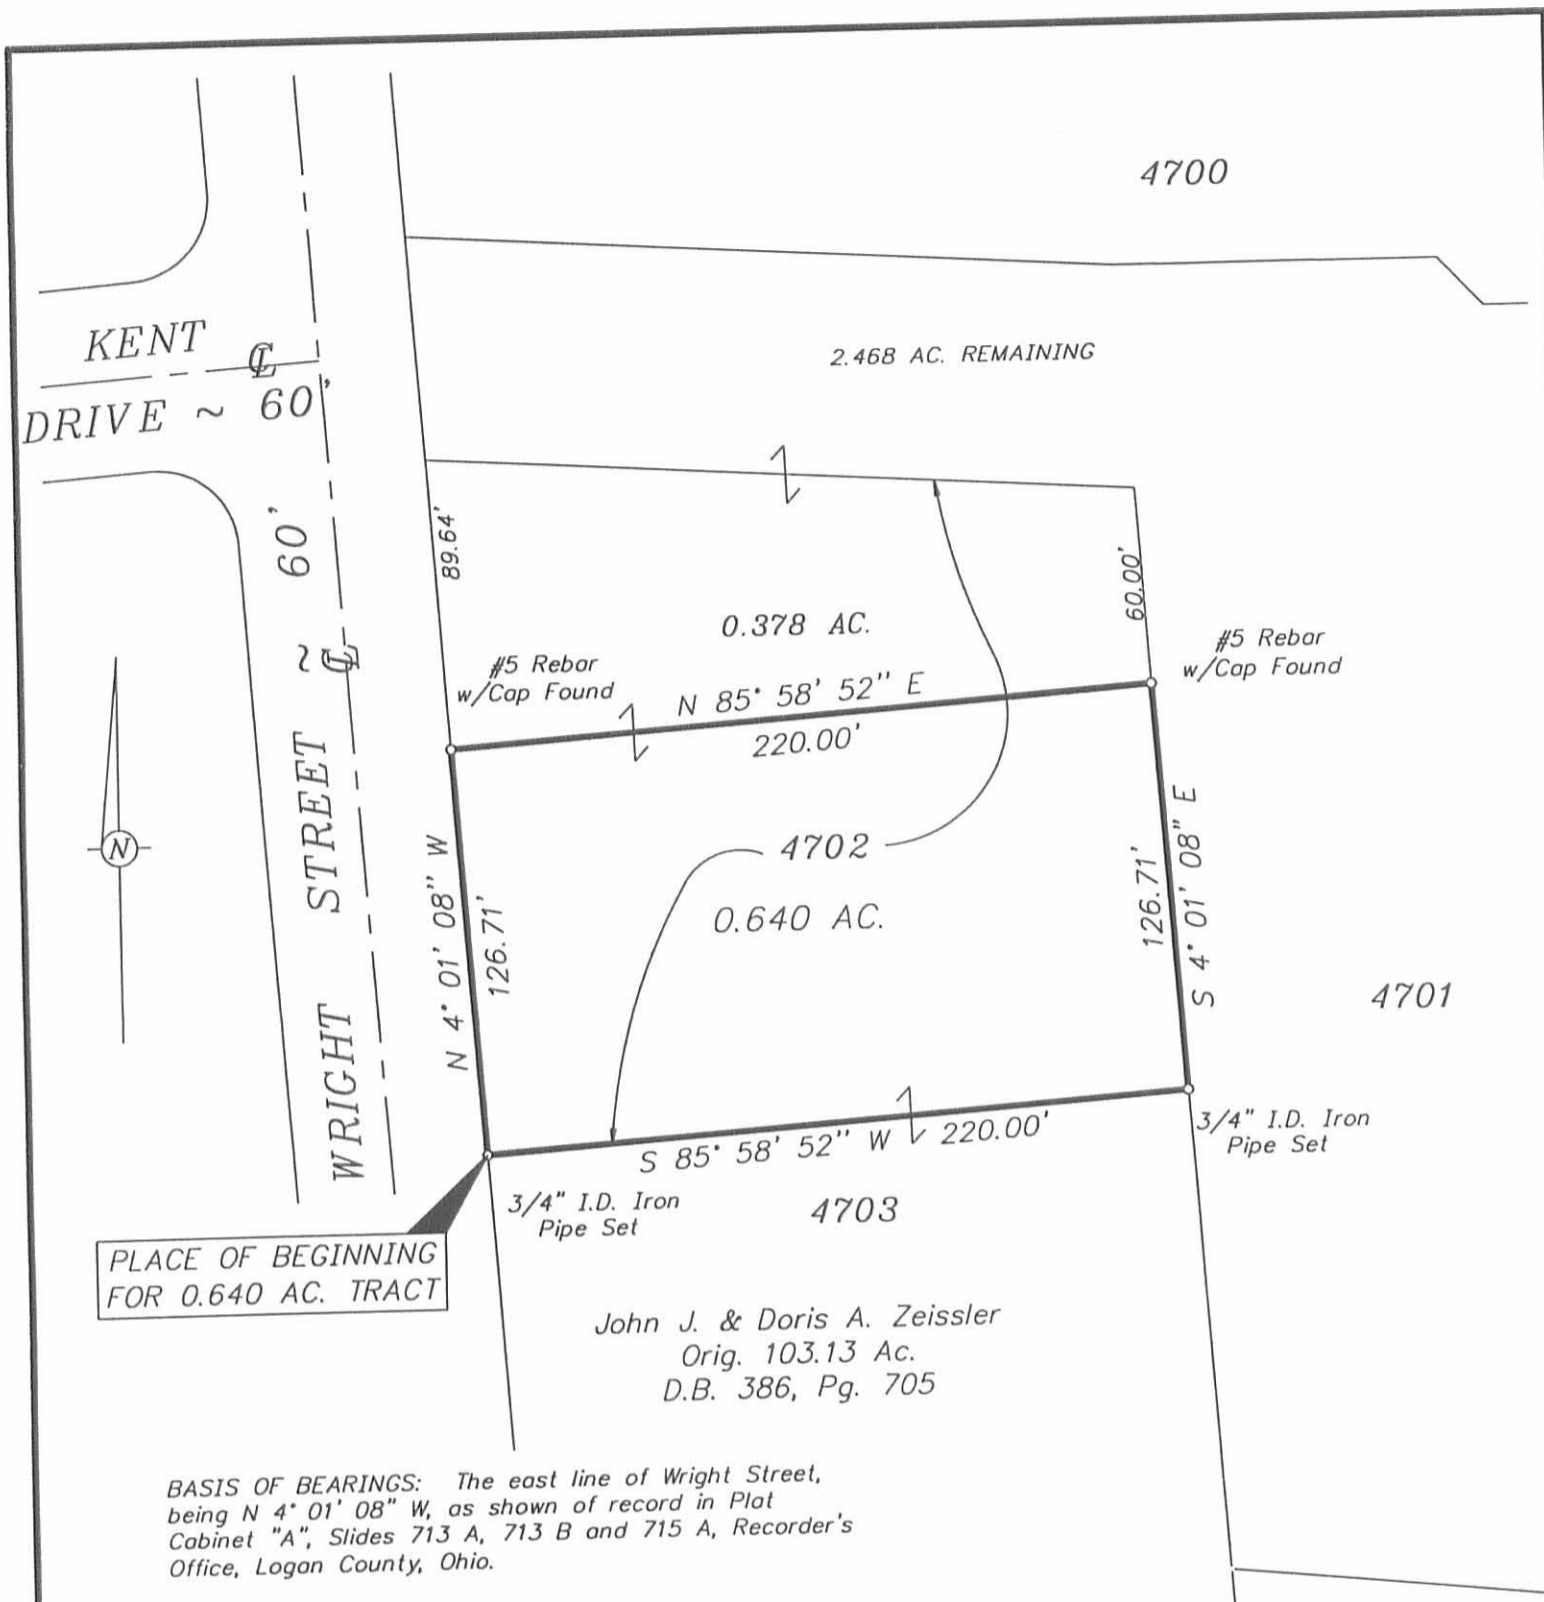 4700
KENT
℄
DRIVE ~ 60'
2.468 AC. REMAINING
WRIGHT STREET ~ 60'
℄
89.64'
60.00'
0.378 AC.
#5 Rebar
w/Cap Found
#5 Rebar
w/Cap Found
N 85° 58' 52" E
220.00'
N
N 4° 01' 08" W
126.71'
4702
0.640 AC.
126.71'
S 4° 01' 08" E
4701
S 85° 58' 52" W 220.00'
3/4" I.D. Iron
Pipe Set
3/4" I.D. Iron
Pipe Set
4703
PLACE OF BEGINNING
FOR 0.640 AC. TRACT
John J. & Doris A. Zeissler
Orig. 103.13 Ac.
D.B. 386, Pg. 705
BASIS OF BEARINGS: The east line of Wright Street,
being N 4° 01' 08" W, as shown of record in Plat
Cabinet "A", Slides 713 A, 713 B and 715 A, Recorder's
Office, Logan County, Ohio.